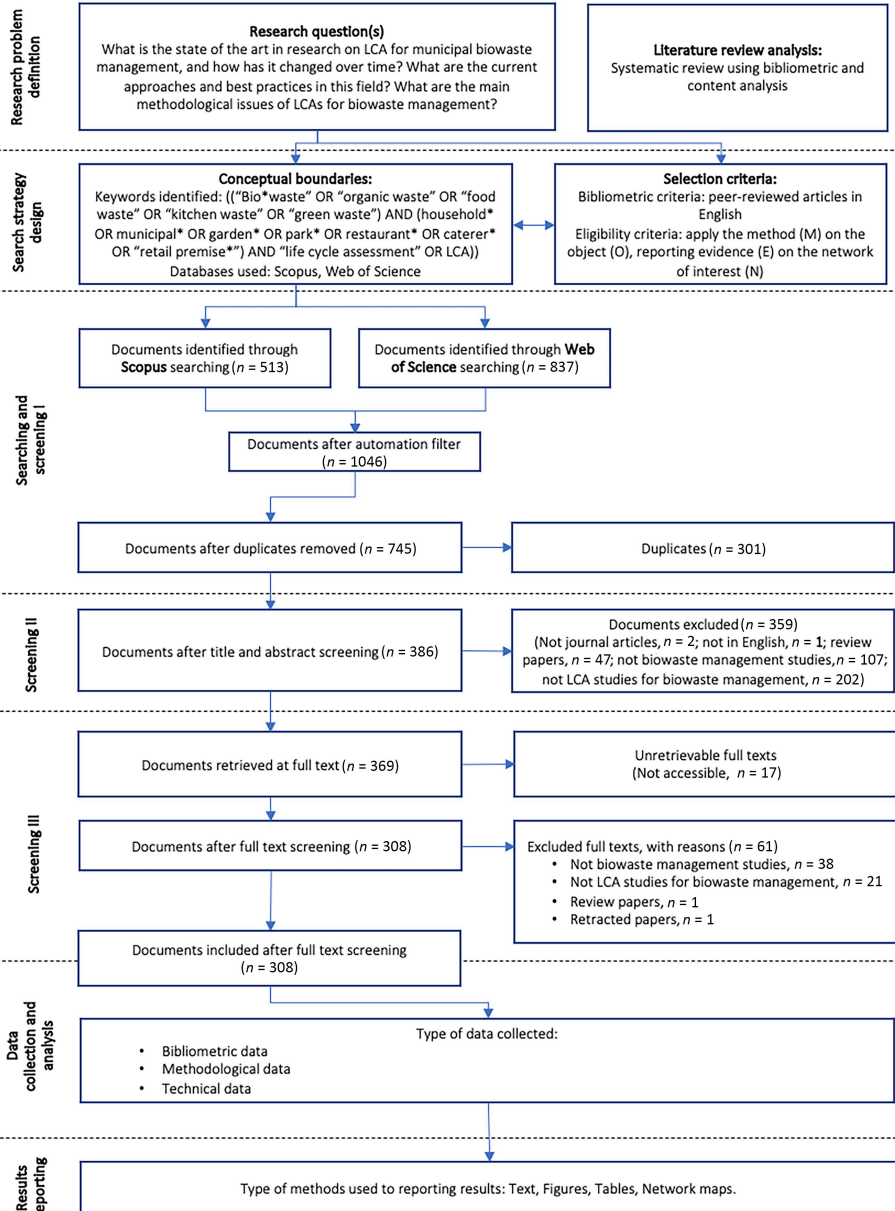 Research problem
definition
Research question(s)
What is the state of the art in research on LCA for municipal biowaste
management, and how has it changed over time? What are the current
approaches and best practices in this field? What are the main
methodological issues of LCAs for biowaste management?
Literature review analysis:
Systematic review using bibliometric and
content analysis
Search strategy
design
Conceptual boundaries:
Keywords identified: ((“Bio*waste” OR “organic waste” OR “food
waste” OR “kitchen waste” OR “green waste”) AND (household*
OR municipal* OR garden* OR park* OR restaurant* OR caterer*
OR “retail premise*”) AND “life cycle assessment” OR LCA))
Databases used: Scopus, Web of Science
Selection criteria:
Bibliometric criteria: peer-reviewed articles in
English
Eligibility criteria: apply the method (M) on the
object (O), reporting evidence (E) on the network
of interest (N)
Searching and
screening I
Documents identified through
Scopus searching (n = 513)
Documents identified through Web
of Science searching (n = 837)
Documents after automation filter
(n = 1046)
Documents after duplicates removed (n = 745)
Duplicates (n = 301)
Screening II
Documents after title and abstract screening (n = 386)
Documents excluded (n = 359)
(Not journal articles, n = 2; not in English, n = 1; review
papers, n = 47; not biowaste management studies, n = 107;
not LCA studies for biowaste management, n = 202)
Screening III
Documents retrieved at full text (n = 369)
Unretrievable full texts
(Not accessible, n = 17)
Documents after full text screening (n = 308)
Excluded full texts, with reasons (n = 61)
• Not biowaste management studies, n = 38
• Not LCA studies for biowaste management, n = 21
• Review papers, n = 1
• Retracted papers, n = 1
Documents included after full text screening
(n = 308)
Data
collection and
analysis
Type of data collected:
• Bibliometric data
• Methodological data
• Technical data
Results
eporting
Type of methods used to reporting results: Text, Figures, Tables, Network maps.